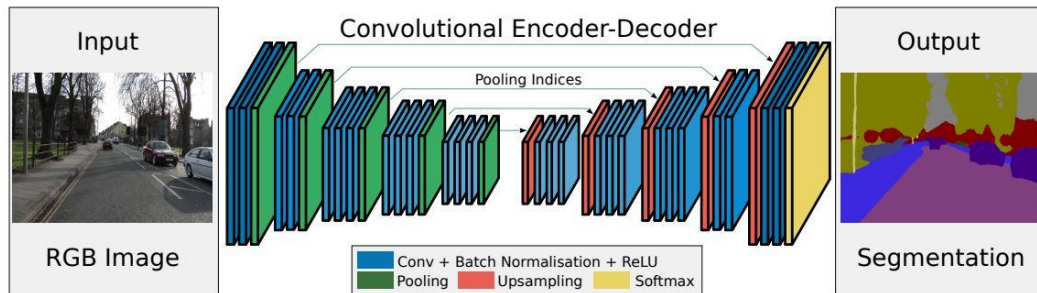 Input
RGB Image
Convolutional Encoder-Decoder
Pooling Indices
Conv + Batch Normalisation + ReLU
Pooling Upsampling Softmax
Output
Segmentation